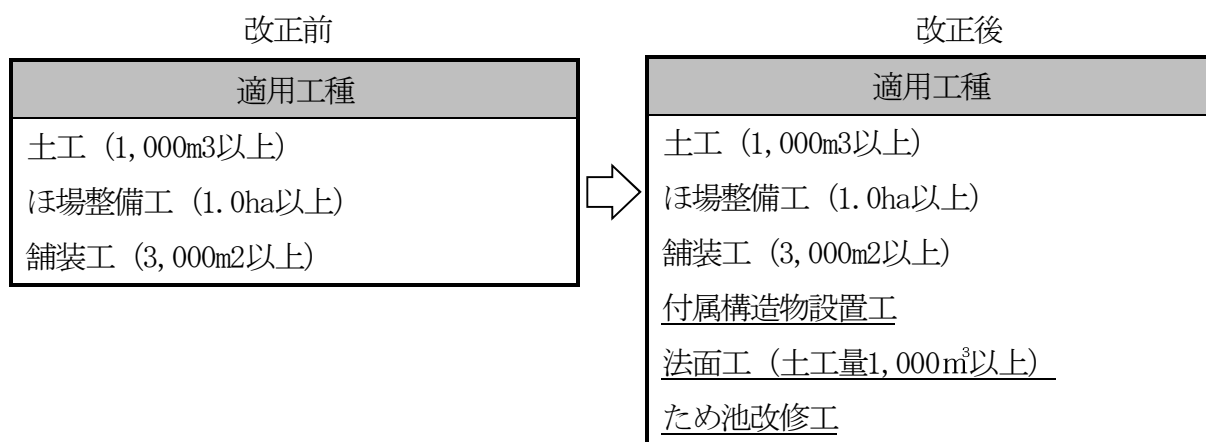 改正前
適用工種
土工（1,000m3以上）
ほ場整備工（1.0ha以上）
舗装工（3,000m2以上）
改正後
適用工種
土工（1,000m3以上）
ほ場整備工（1.0ha以上）
舗装工（3,000m2以上）
付属構造物設置工
法面工（土工量1,000㎥以上）
ため池改修工